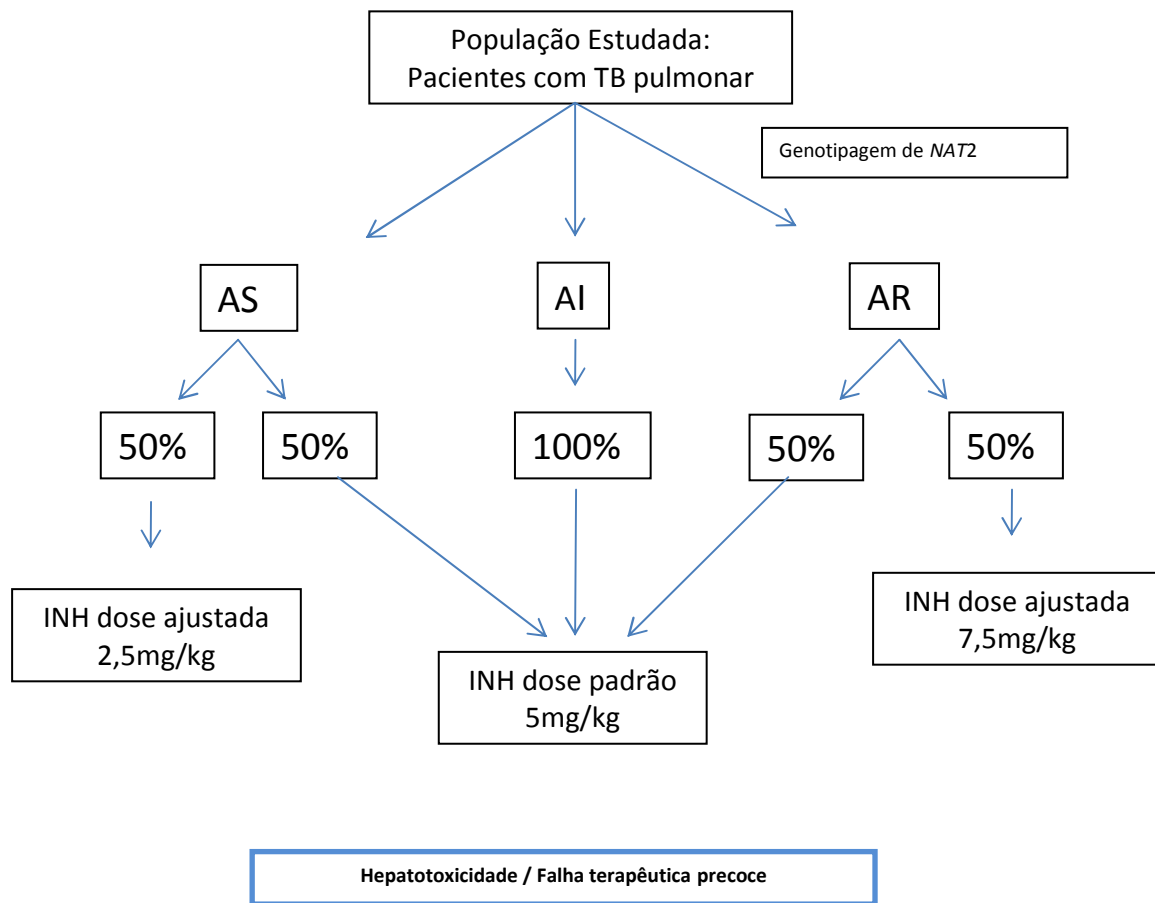 População Estudada:
Pacientes com TB pulmonar
Genotipagem de NAT2
AS
AI
AR
50%
50%
100%
50%
50%
INH dose ajustada
2,5mg/kg
INH dose padrão
5mg/kg
INH dose ajustada
7,5mg/kg
Hepatotoxicidade / Falha terapêutica precoce